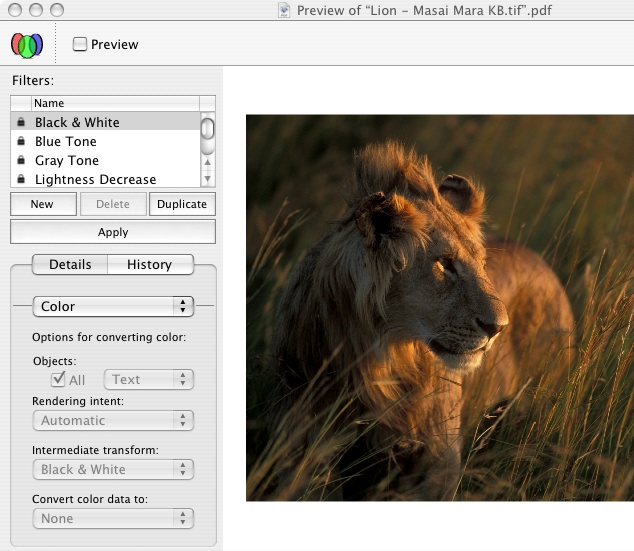 Preview of “Lion – Masai Mara KB.tif”.pdf
Preview
Filters:
Name
Black & White
Blue Tone
Gray Tone
Lightness Decrease
New Delete Duplicate
Apply
Details History
Color
Options for converting color:
Objects:
All Text
Rendering intent:
Automatic
Intermediate transform:
Black & White
Convert color data to:
None